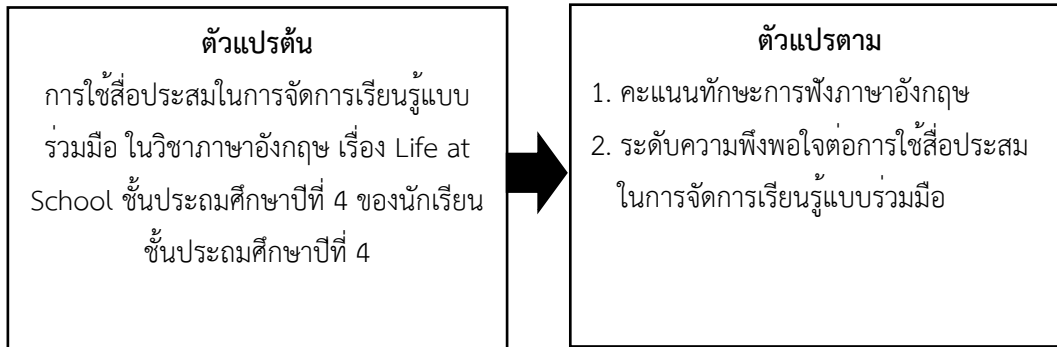 ตัวแปรต้น
การใช้สื่อประสมในการจัดการเรียนรู้แบบ
ร่วมมือ ในวิชาภาษาอังกฤษ เรื่อง Life at
School ชั้นประถมศึกษาปีที่ 4 ของนักเรียน
ชั้นประถมศึกษาปีที่ 4
ตัวแปรตาม
1. คะแนนทักษะการฟังภาษาอังกฤษ
2. ระดับความพึงพอใจต่อการใช้สื่อประสม
ในการจัดการเรียนรู้แบบร่วมมือ